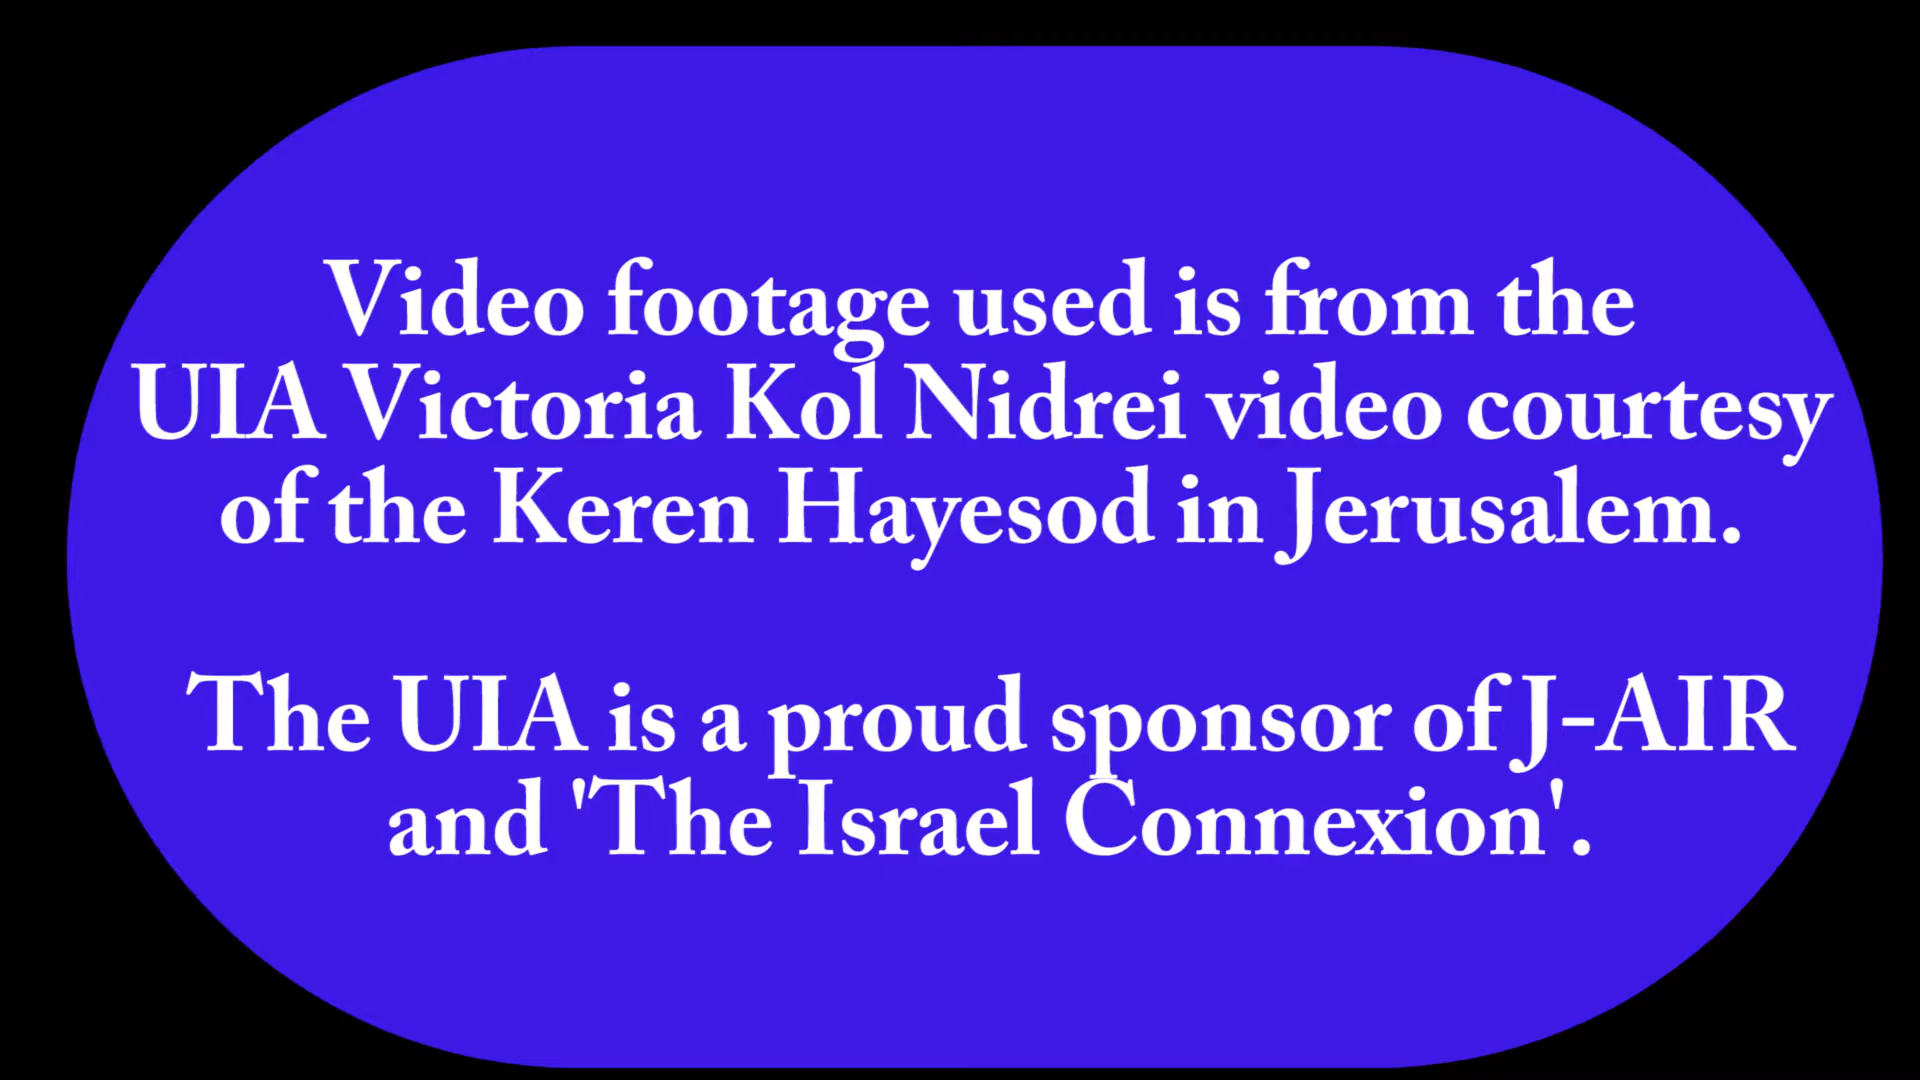 Video footage used is from the
UIA Victoria Kol Nidrei video courtesy
of the Keren Hayesod in Jerusalem.
The UIA is a proud sponsor of J-AIR
and 'The Israel Connexion'.